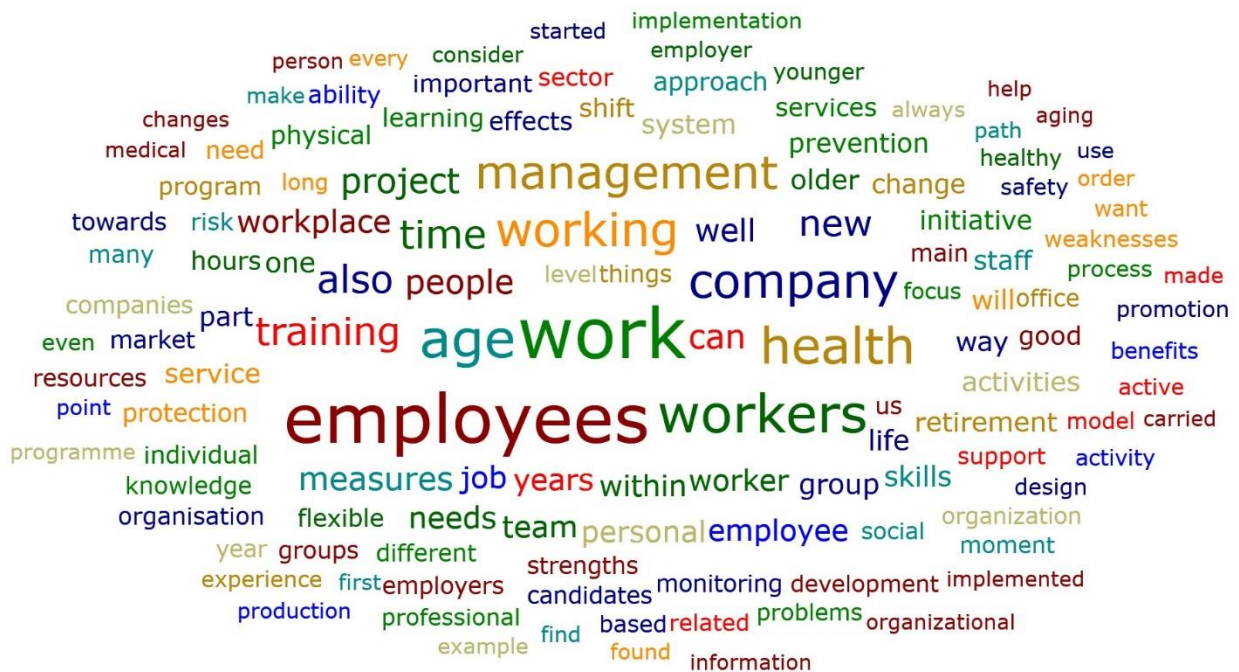 started implementation
person every consider employer
make ability important sector approach younger
changes physical learning effects shift system services always help aging
medical need prevention path
program long project management older change healthy safety use order
towards risk workplace time working well new initiative want weaknesses
many hours one also people level things company main staff process made
companies part training age work can health focus will office promotion
even market way good benefits
resources service activities active
point protection employees workers us life retirement model carried
programme individual support activity
knowledge measures job years within worker group skills design
organisation flexible needs team personal employee social organization moment
year groups different strengths
experience first employers candidates monitoring development implemented
production professional based related problems organizational
example find found information